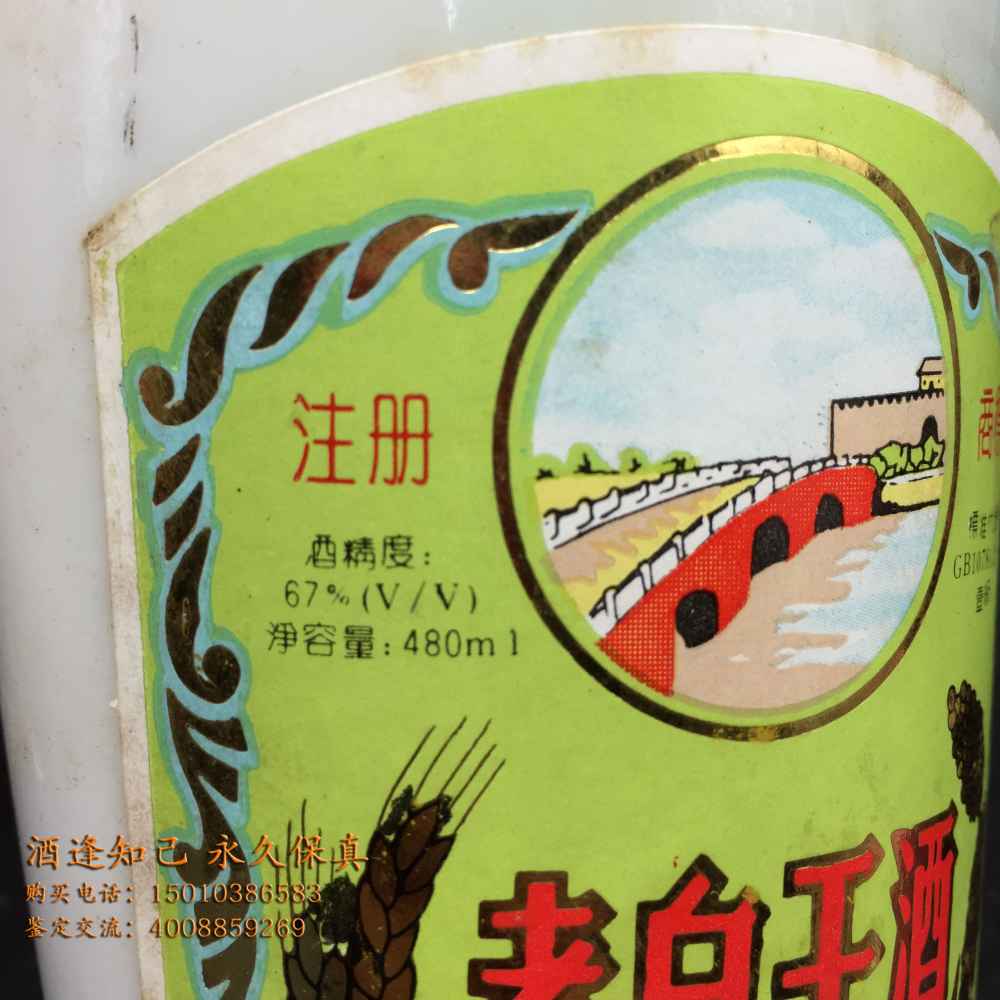 注册
酒精度:
67%(V/V)
淨容量:480ml
老白干酒
酒逢知己 永久保真
购买电话: 15010386583
鉴定交流: 4008859269